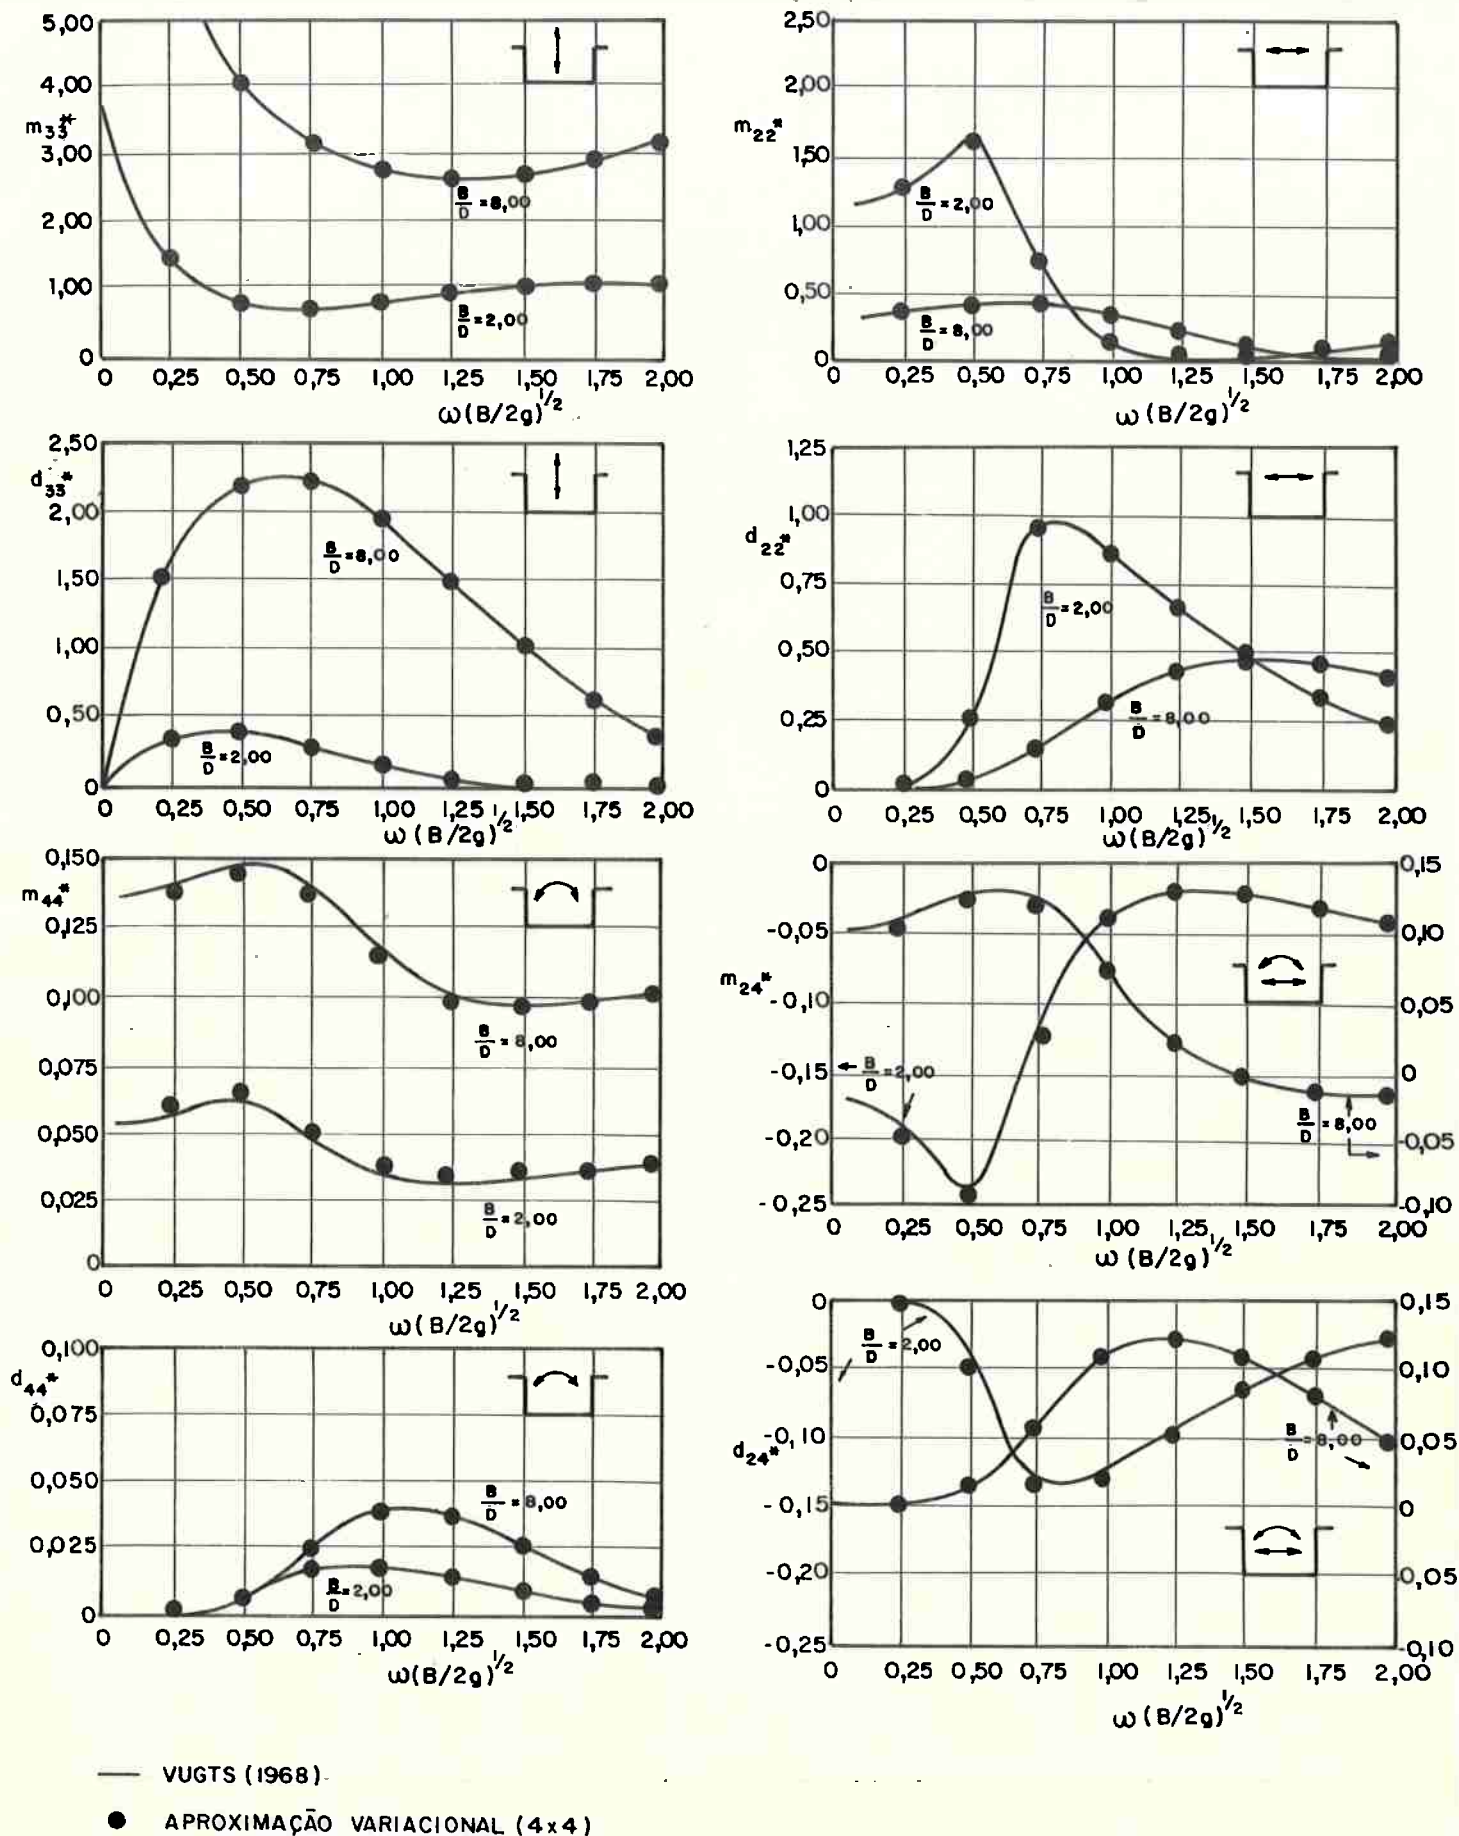 5,00
4,00
m33*
3,00
2,00
1,00
0
B/D = 8,00
B/D = 2,00
0 0,25 0,50 0,75 1,00 1,25 1,50 1,75 2,00
ω(B/2g)^1/2
2,50
2,00
m22*
1,50
1,00
0,50
0
B/D = 2,00
B/D = 8,00
0 0,25 0,50 0,75 1,00 1,25 1,50 1,75 2,00
ω(B/2g)^1/2
2,50
d33*
2,00
1,50
1,00
0,50
0
B/D = 8,00
B/D = 2,00
0 0,25 0,50 0,75 1,00 1,25 1,50 1,75 2,00
ω(B/2g)^1/2
1,25
1,00
d22*
0,75
0,50
0,25
0
B/D = 2,00
B/D = 8,00
0 0,25 0,50 0,75 1,00 1,25 1,50 1,75 2,00
ω(B/2g)^1/2
0,150
m44*
0,125
0,100
0,075
0,050
0,025
0
B/D = 8,00
B/D = 2,00
0 0,25 0,50 0,75 1,00 1,25 1,50 1,75 2,00
ω(B/2g)^1/2
0 0,15
-0,05 0,10
m24*
-0,10 0,05
-0,15 0
B/D = 2,00
B/D = 8,00
-0,20 -0,05
-0,25 -0,10
0 0,25 0,50 0,75 1,00 1,25 1,50 1,75 2,00
ω(B/2g)^1/2
0,100
d44*
0,075
0,050
0,025
0
B/D = 8,00
B/D = 2,00
0 0,25 0,50 0,75 1,00 1,25 1,50 1,75 2,00
ω(B/2g)^1/2
0 0,15
B/D = 2,00
-0,05 0,10
-0,10 0,05
d24*
B/D = 8,00
-0,15 0
-0,20 -0,05
-0,25 -0,10
0 0,25 0,50 0,75 1,00 1,25 1,50 1,75 2,00
ω(B/2g)^1/2
VUGTS (1968)
APROXIMAÇÃO VARIACIONAL (4x4)